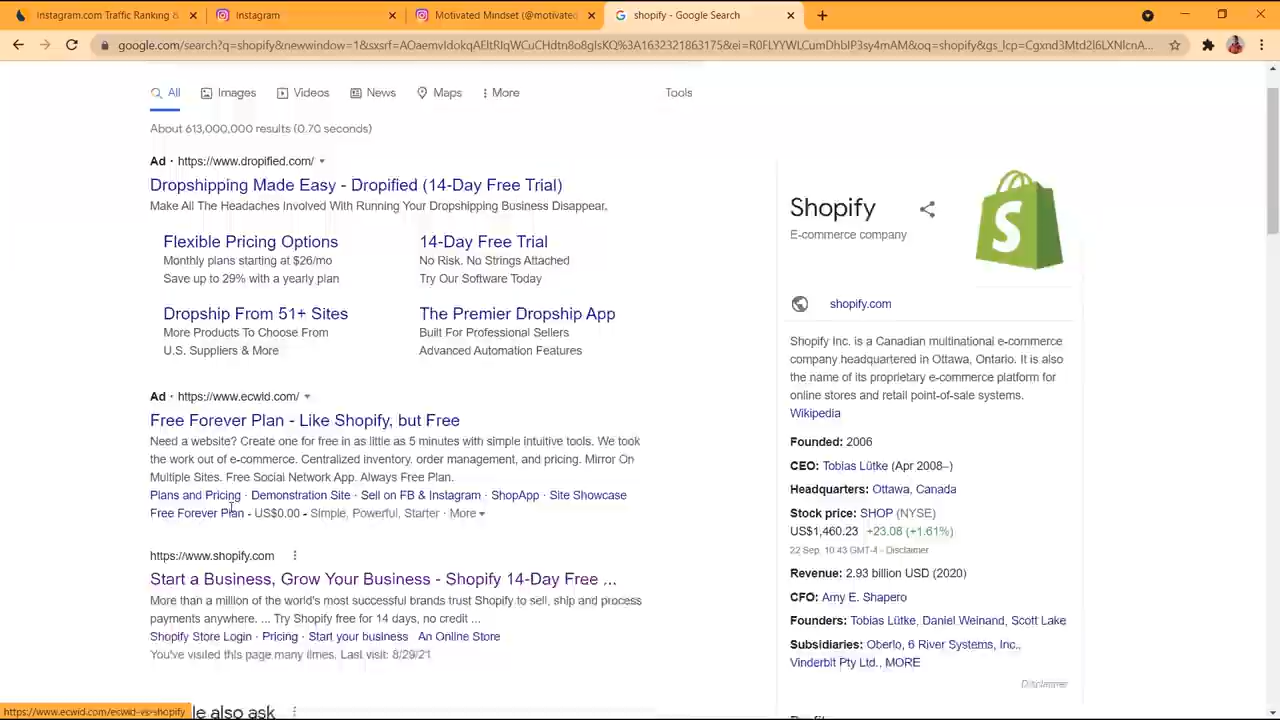 Instagram.com Traffic Ranking &
Instagram
Motivated Mindset (@motivated
shopify - Google Search
google.com/search?q=shopify&newwindow=1&sxsrf=
All
Images
Videos
News
Maps
More
Tools
About 613,000,000 results (0.70 seconds)
Ad · https://www.dropified.com/
Dropshipping Made Easy - Dropified (14-Day Free Trial)
Make All The Headaches Involved With Running Your Dropshipping Business Disappear.
Flexible Pricing Options
Monthly plans starting at $26/mo
Save up to 29% with a yearly plan
14-Day Free Trial
No Risk. No Strings Attached
Try Our Software Today
Dropship From 51+ Sites
More Products To Choose From
U.S. Suppliers & More
The Premier Dropship App
Built For Professional Sellers
Advanced Automation Features
Ad · https://www.ecwid.com/
Free Forever Plan - Like Shopify, but Free
Need a website? Create one for free in as little as 5 minutes with simple intuitive tools. We took
the work out of e-commerce. Centralized inventory, order management, and pricing. Mirror On
Multiple Sites. Free Social Network App. Always Free Plan.
Plans and Pricing · Demonstration Site · Sell on FB & Instagram · ShopApp · Site Showcase
Free Forever Plan - US$0.00 - Simple, Powerful, Starter · More
https://www.shopify.com
Start a Business, Grow Your Business - Shopify 14-Day Free ...
More than a million of the world's most successful brands trust Shopify to sell, ship and process
payments anywhere. ... Try Shopify free for 14 days, no credit ...
Shopify Store Login · Pricing · Start your business · An Online Store
You've visited this page many times. Last visit: 8/29/21
le also ask
https://www.ecwid.com/ecwid-vs-shopify
Shopify
E-commerce company
S
shopify.com
Shopify Inc. is a Canadian multinational e-commerce
company headquartered in Ottawa, Ontario. It is also
the name of its proprietary e-commerce platform for
online stores and retail point-of-sale systems.
Wikipedia
Founded: 2006
CEO: Tobias Lütke (Apr 2008–)
Headquarters: Ottawa, Canada
Stock price: SHOP (NYSE)
US$1,460.23 +23.08 (+1.61%)
22 Sep, 10:43 GMT-4 - Disclaimer
Revenue: 2.93 billion USD (2020)
CFO: Amy E. Shapero
Founders: Tobias Lütke, Daniel Weinand, Scott Lake
Subsidiaries: Oberlo, 6 River Systems, Inc.,
Vinderbit Pty Ltd., MORE
Disclaimer